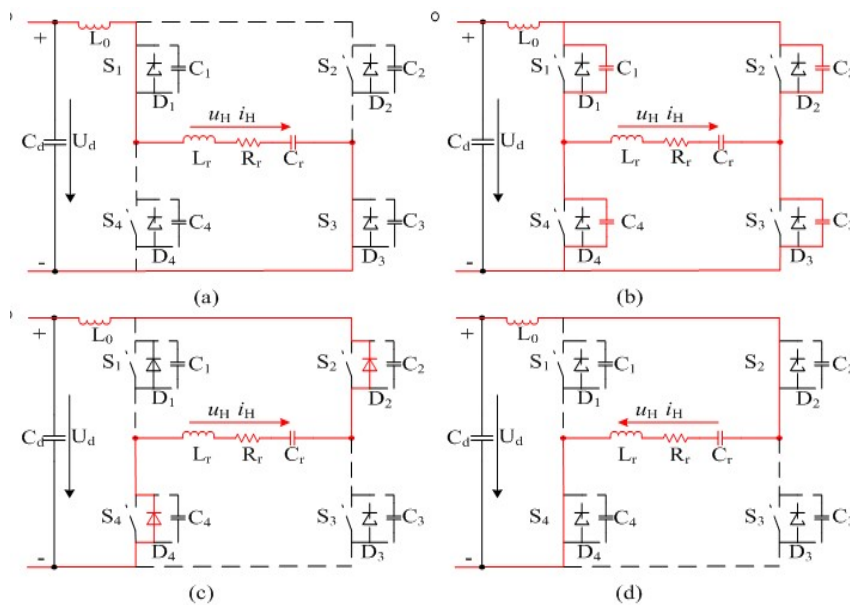 + L0 S1 C1 S2 C2
D1 D2
uH iH
Cd Ud
Lr Rr Cr
S4 C4 S3 C3
D4 D3
-
(a)
+ L0 S1 C1 S2 C2
D1 D2
uH iH
Cd Ud
Lr Rr Cr
S4 C4 S3
D4 D3
-
(b)
+ L0 S1 C1 S2 C2
D1 D2
uH iH
Cd Ud
Lr Rr Cr
S4 C4 S3 C3
D4 D3
-
(c)
+ L0 S1 C1 S2 C2
D1 D2
uH iH
Cd Ud
Lr Rr Cr
S4 C4 S3
D4 D3
-
(d)